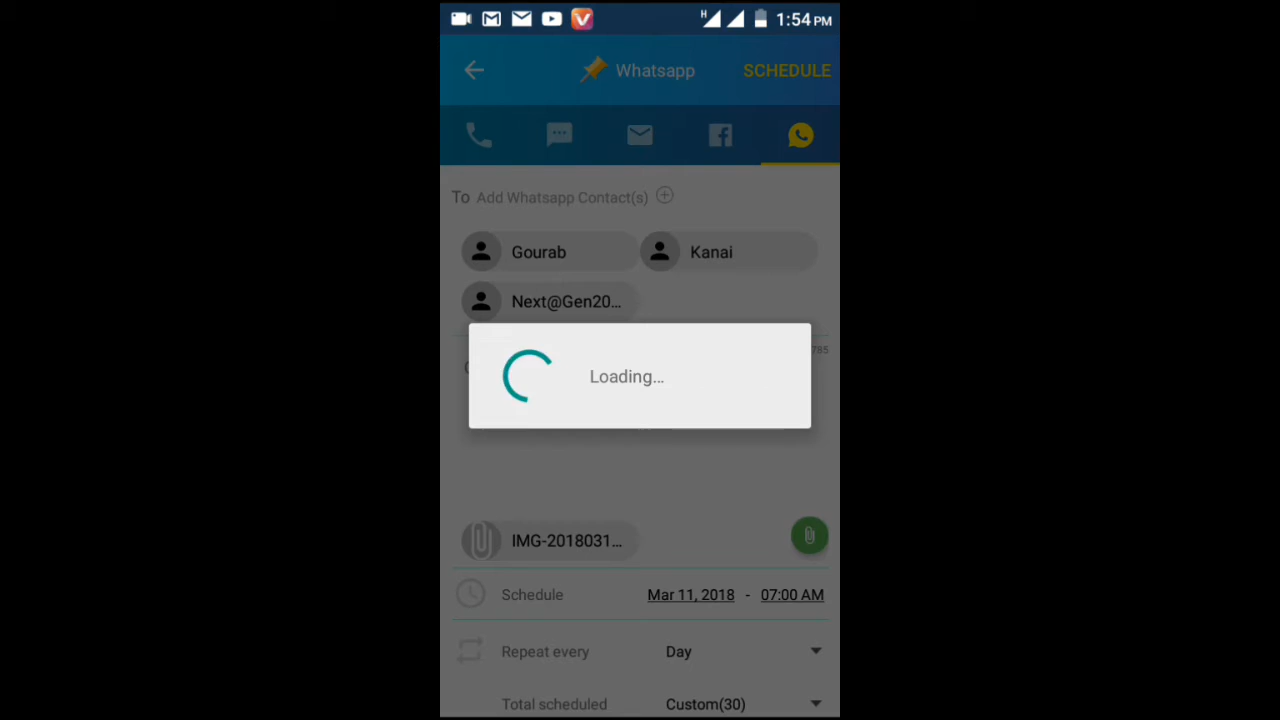 1:54 PM
Whatsapp SCHEDULE
To Add Whatsapp Contact(s)
Gourab Kanai
Next@Gen20...
785
Loading...
IMG-2018031...
Schedule Mar 11, 2018 - 07:00 AM
Repeat every Day
Total scheduled Custom(30)